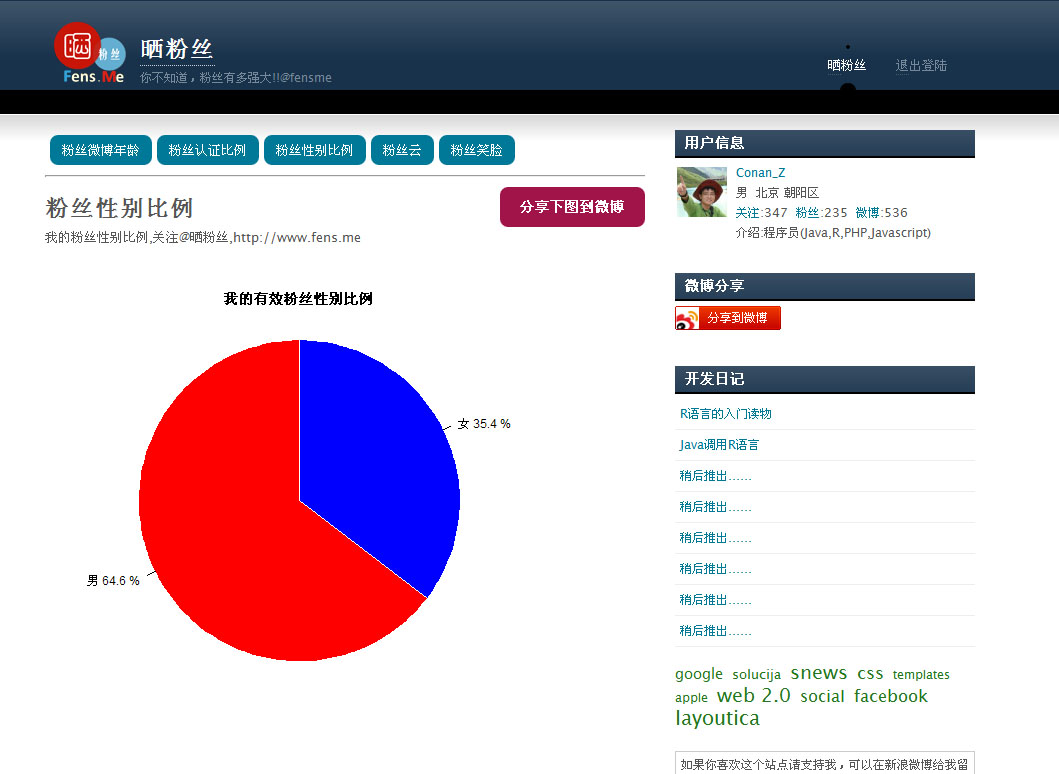 晒 粉丝
Fens.Me
晒粉丝
你不知道，粉丝有多强大!!@fensme
晒粉丝 退出登陆
粉丝微博年龄 粉丝认证比例 粉丝性别比例 粉丝云 粉丝笑脸
粉丝性别比例
分享下图到微博
我的粉丝性别比例,关注@晒粉丝,http://www.fens.me
我的有效粉丝性别比例
女 35.4 %
男 64.6 %
用户信息
Conan_Z
男 北京 朝阳区
关注:347 粉丝:235 微博:536
介绍:程序员(Java,R,PHP,Javascript)
微博分享
分享到微博
开发日记
R语言的入门读物
Java调用R语言
稍后推出……
稍后推出……
稍后推出……
稍后推出……
稍后推出……
稍后推出……
google solucija snews css templates
apple web 2.0 social facebook
layoutica
如果你喜欢这个站点请支持我，可以在新浪微博给我留